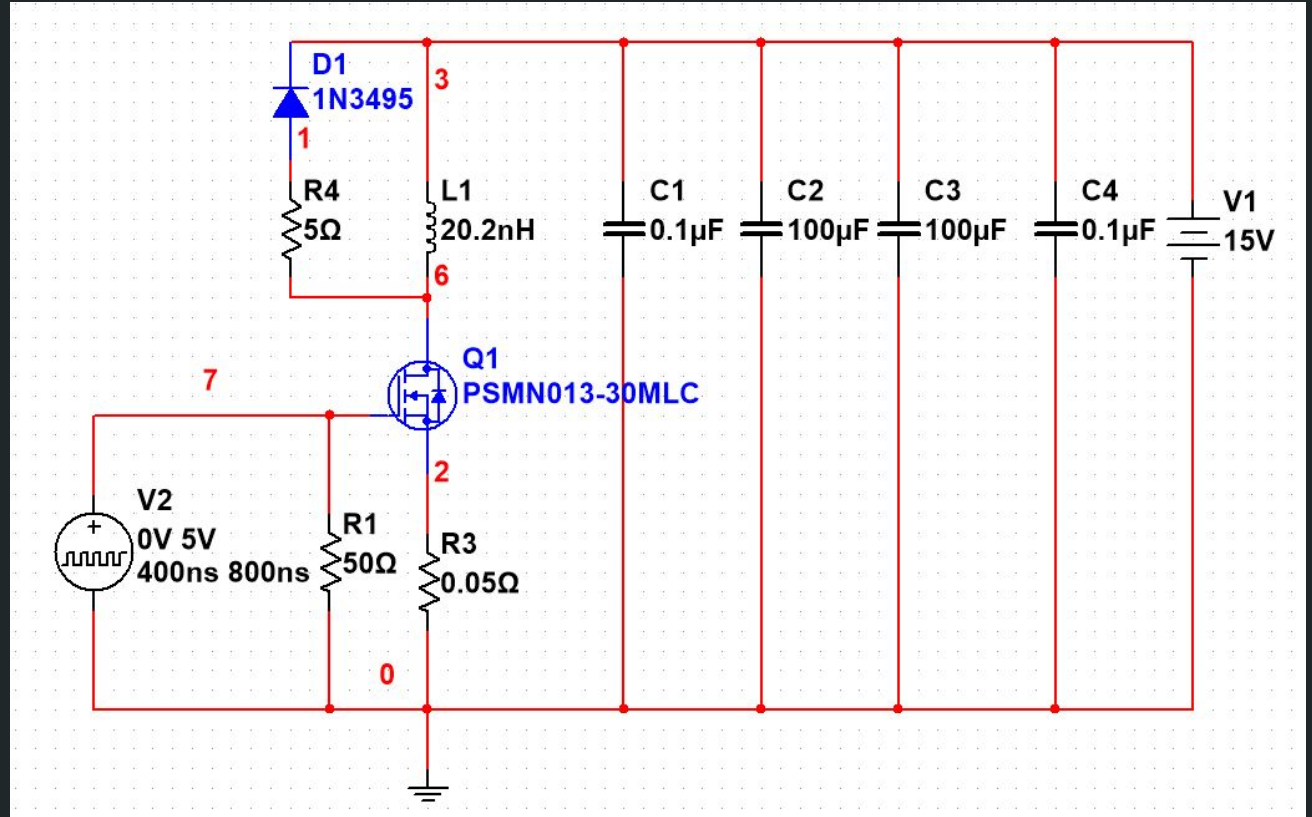 D1
1N3495
3
1
R4
5Ω
L1
20.2nH
6
C1
0.1µF
C2
100µF
C3
100µF
C4
0.1µF
V1
15V
Q1
PSMN013-30MLC
7
2
V2
0V 5V
400ns 800ns
+
R1
50Ω
R3
0.05Ω
0